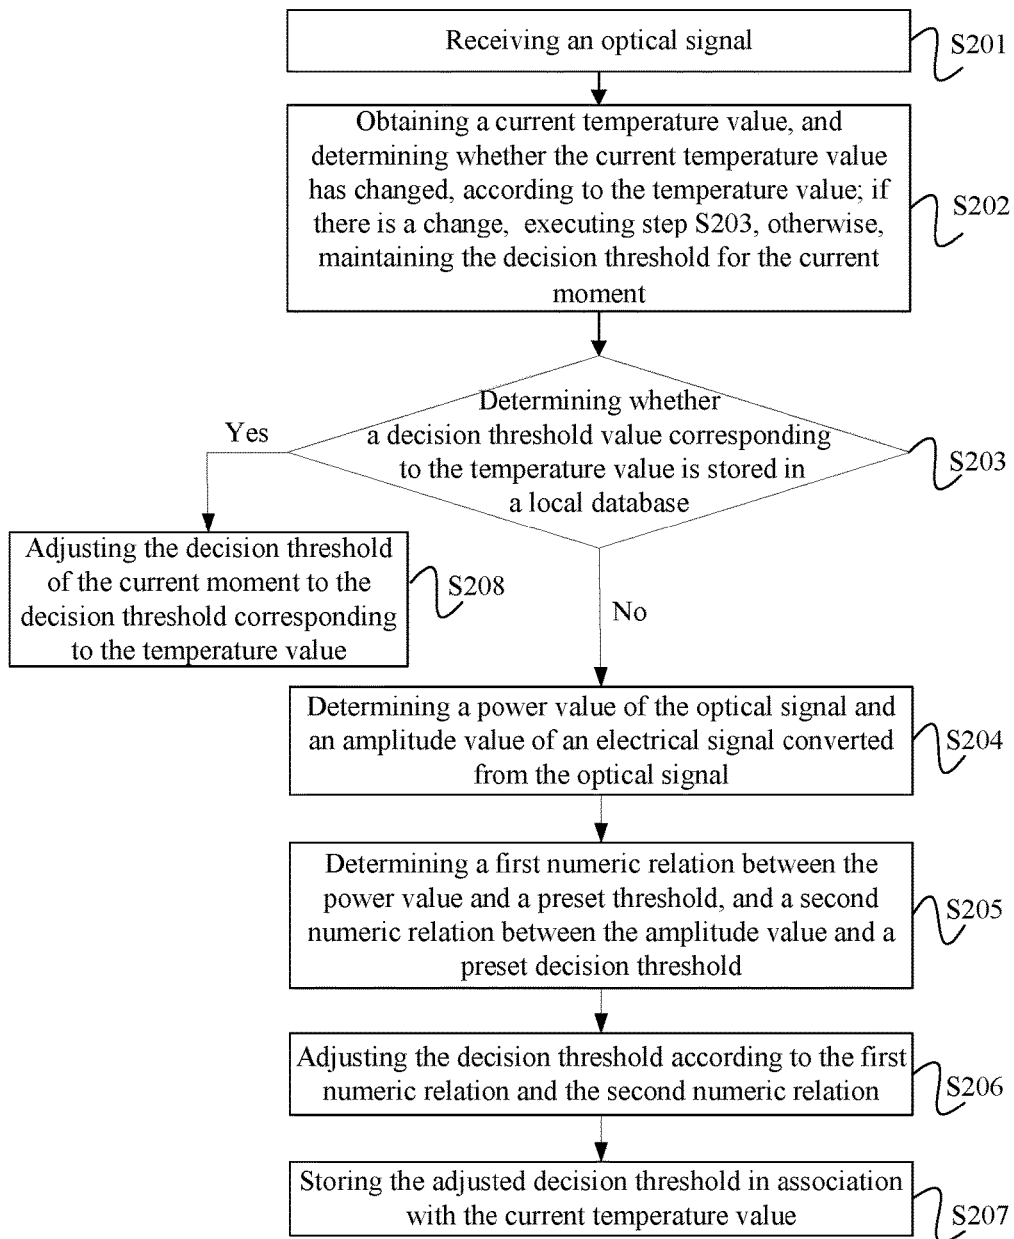 Receiving an optical signal
S201
Obtaining a current temperature value, and
determining whether the current temperature value
has changed, according to the temperature value; if
there is a change, executing step S203, otherwise,
maintaining the decision threshold for the current
moment
S202
Determining whether
a decision threshold value corresponding
to the temperature value is stored in
a local database
S203
Yes
Adjusting the decision threshold
of the current moment to the
decision threshold corresponding
to the temperature value
S208
No
Determining a power value of the optical signal and
an amplitude value of an electrical signal converted
from the optical signal
S204
Determining a first numeric relation between the
power value and a preset threshold, and a second
numeric relation between the amplitude value and a
preset decision threshold
S205
Adjusting the decision threshold according to the first
numeric relation and the second numeric relation
S206
Storing the adjusted decision threshold in association
with the current temperature value
S207